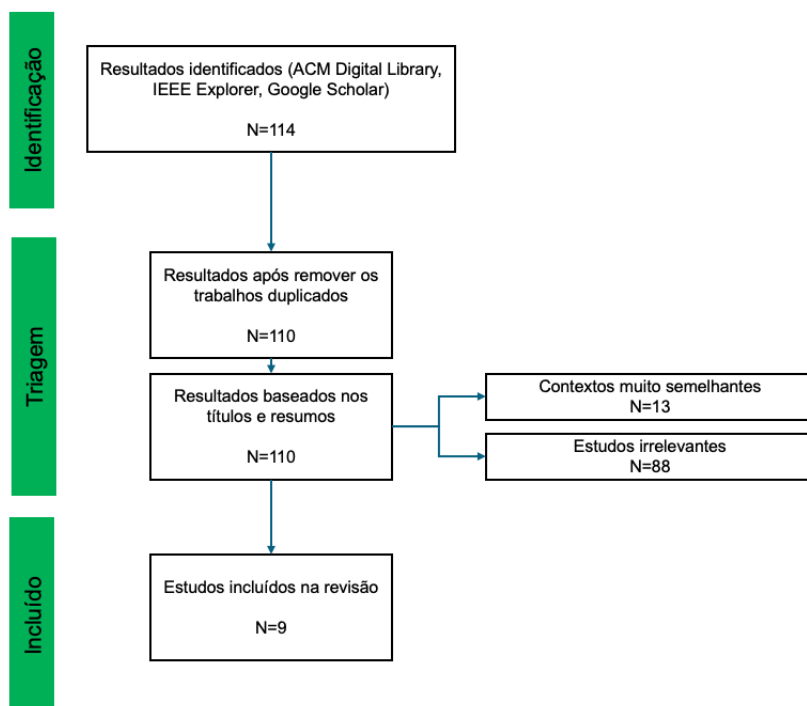 Identificação
Resultados identificados (ACM Digital Library,
IEEE Explorer, Google Scholar)
N=114
Triagem
Resultados após remover os
trabalhos duplicados
N=110
Resultados baseados nos
títulos e resumos
N=110
Contextos muito semelhantes
N=13
Estudos irrelevantes
N=88
Incluído
Estudos incluídos na revisão
N=9